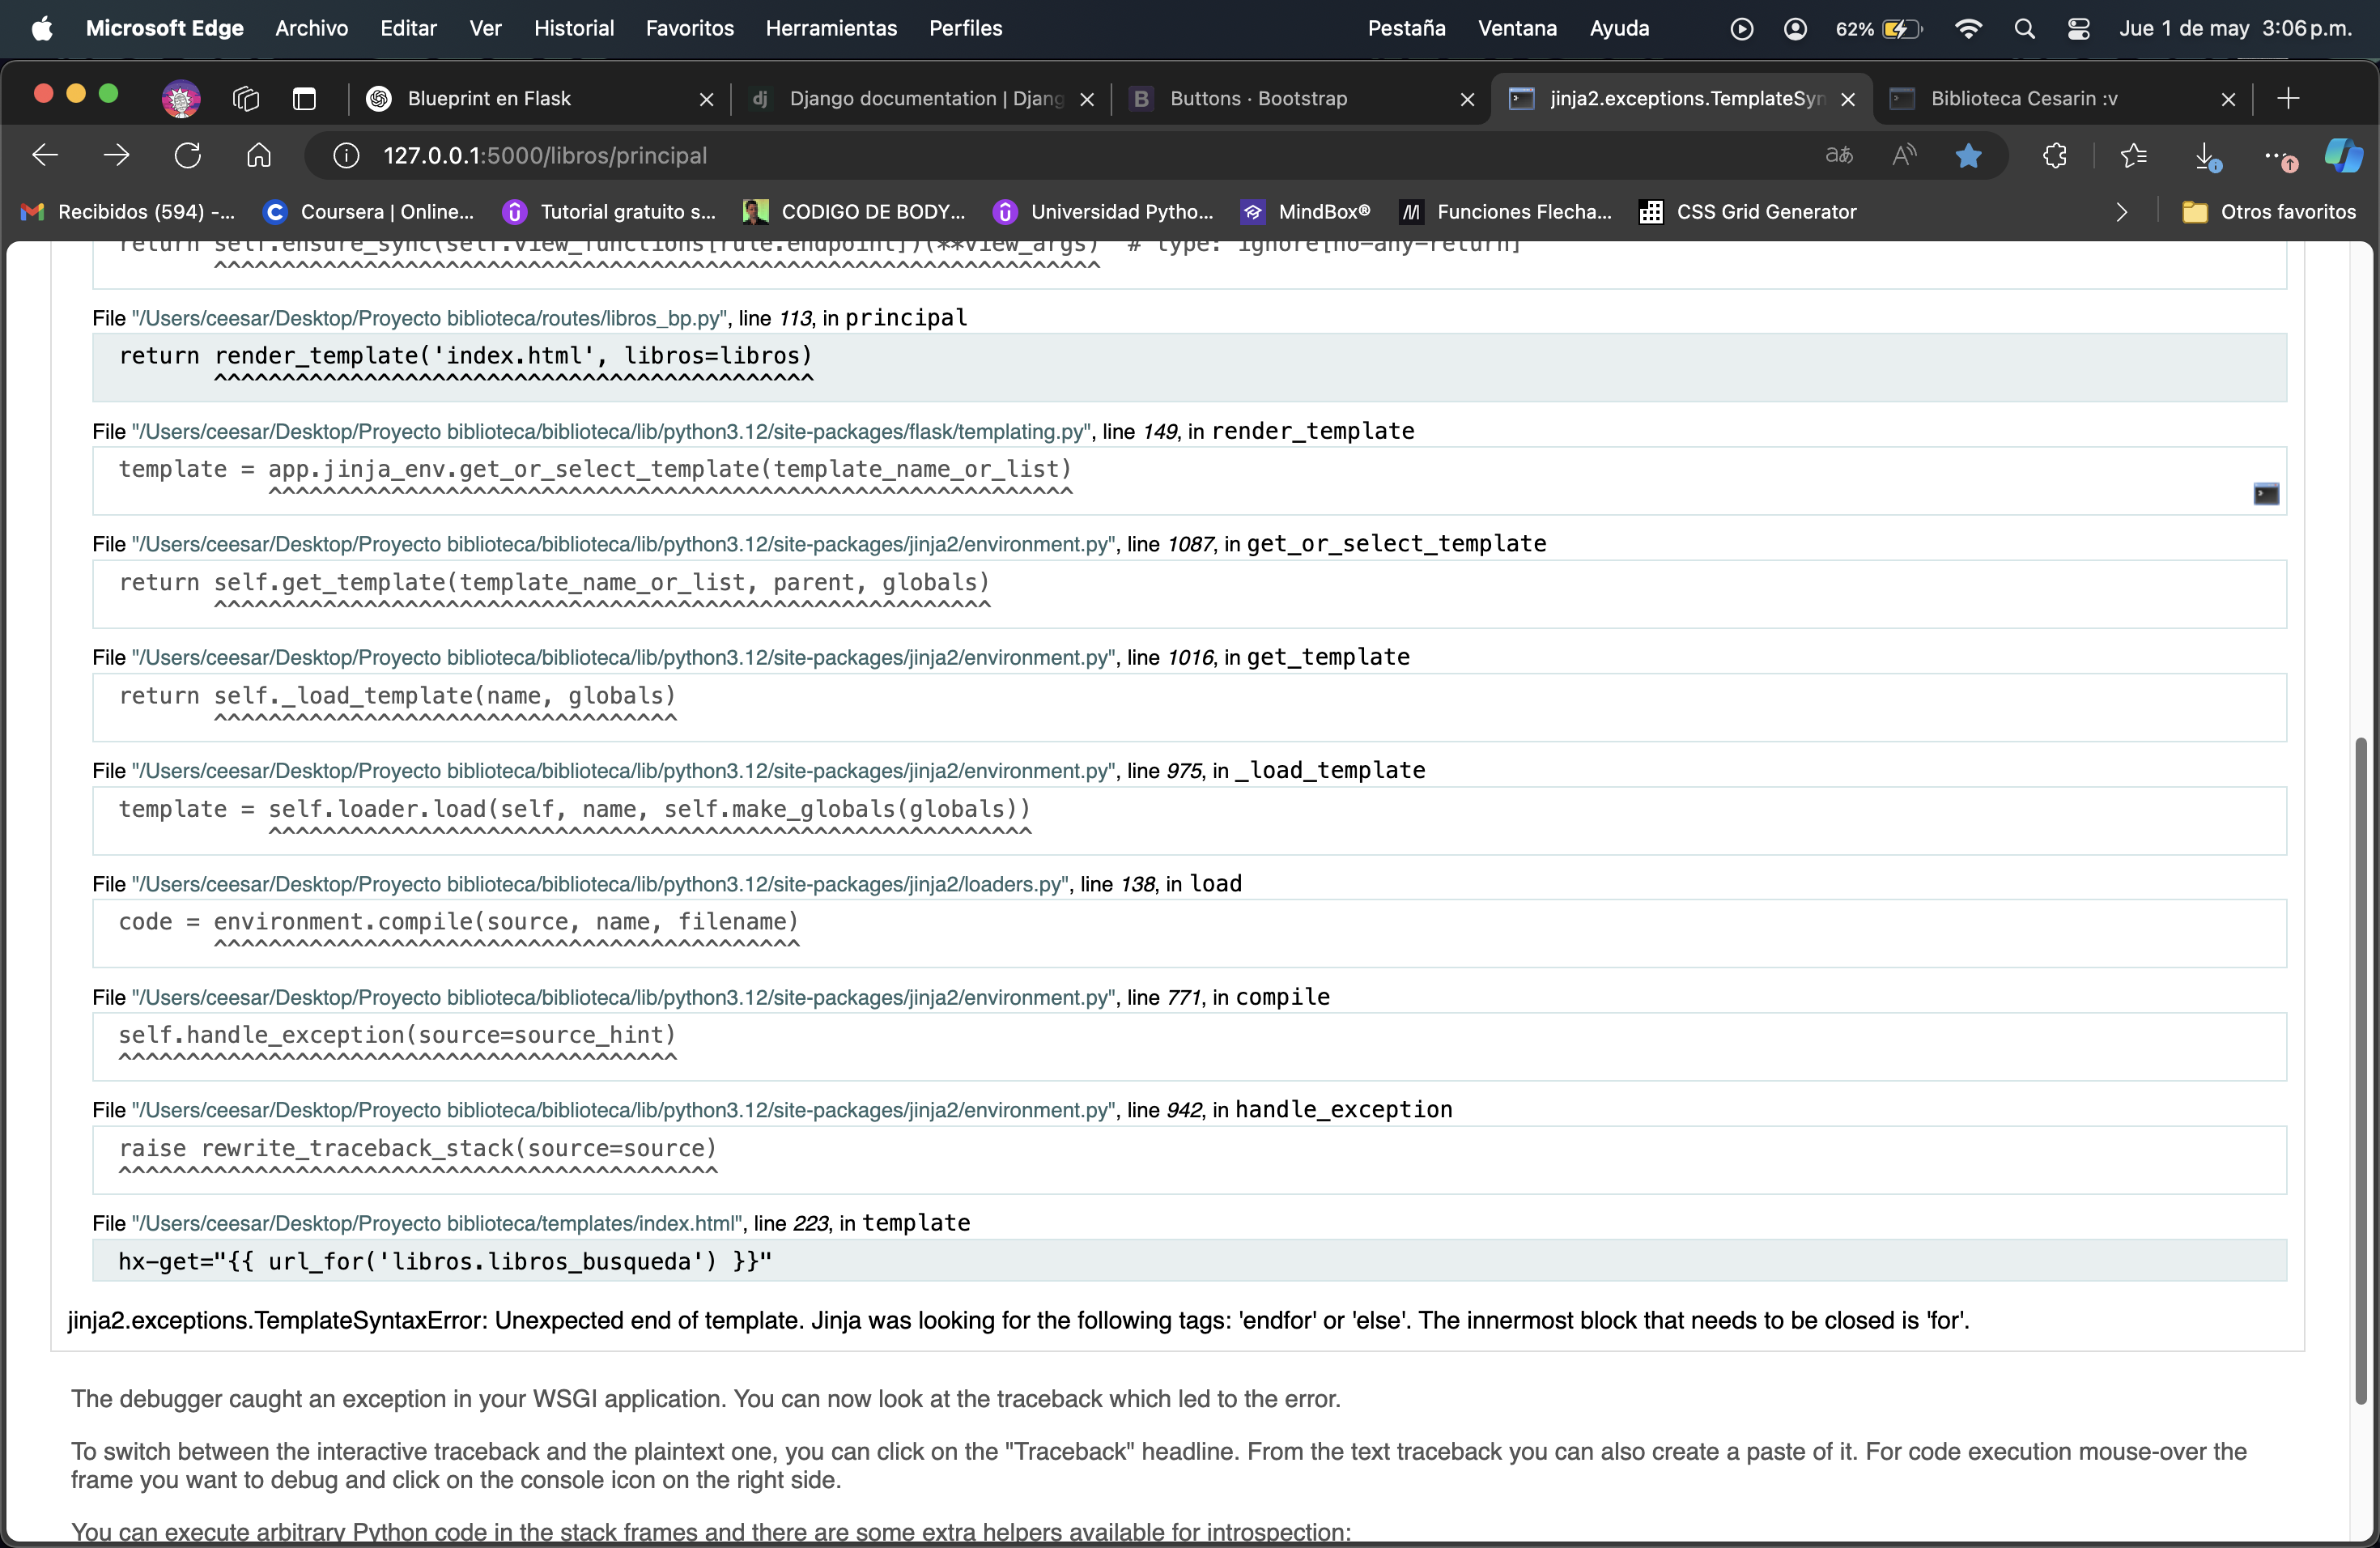 Microsoft Edge Archivo Editar Ver Historial Favoritos Herramientas Perfiles Pestaña Ventana Ayuda 62% Jue 1 de may 3:06 p.m.
Blueprint en Flask dj Django documentation | Djang B Buttons · Bootstrap jinja2.exceptions.TemplateSyn Biblioteca Cesarin :v
127.0.0.1:5000/libros/principal
Recibidos (594) -... Coursera | Online... Tutorial gratuito s... CODIGO DE BODY... Universidad Pytho... MindBox® Funciones Flecha... CSS Grid Generator Otros favoritos
return self.ensure_sync(self.view_functions[rule.endpoint])(**view_args)  # type: ignore[no-any-return]
^^^^^^^^^^^^^^^^^^^^^^^^^^^^^^^^^^^^^^^^^^^^^^^^^^^^^^^^^^^^^^^^^
File "/Users/ceesar/Desktop/Proyecto biblioteca/routes/libros_bp.py", line 113, in principal
return render_template('index.html', libros=libros)
^^^^^^^^^^^^^^^^^^^^^^^^^^^^^^^^^^^^^^^^^^^^
File "/Users/ceesar/Desktop/Proyecto biblioteca/biblioteca/lib/python3.12/site-packages/flask/templating.py", line 149, in render_template
template = app.jinja_env.get_or_select_template(template_name_or_list)
^^^^^^^^^^^^^^^^^^^^^^^^^^^^^^^^^^^^^^^^^^^^^^^^^^^^^^^^^^^
File "/Users/ceesar/Desktop/Proyecto biblioteca/biblioteca/lib/python3.12/site-packages/jinja2/environment.py", line 1087, in get_or_select_template
return self.get_template(template_name_or_list, parent, globals)
^^^^^^^^^^^^^^^^^^^^^^^^^^^^^^^^^^^^^^^^^^^^^^^^^^^^^^^^^
File "/Users/ceesar/Desktop/Proyecto biblioteca/biblioteca/lib/python3.12/site-packages/jinja2/environment.py", line 1016, in get_template
return self._load_template(name, globals)
^^^^^^^^^^^^^^^^^^^^^^^^^^^^^^^^^^
File "/Users/ceesar/Desktop/Proyecto biblioteca/biblioteca/lib/python3.12/site-packages/jinja2/environment.py", line 975, in _load_template
template = self.loader.load(self, name, self.make_globals(globals))
^^^^^^^^^^^^^^^^^^^^^^^^^^^^^^^^^^^^^^^^^^^^^^^^^^^^^^^^
File "/Users/ceesar/Desktop/Proyecto biblioteca/biblioteca/lib/python3.12/site-packages/jinja2/loaders.py", line 138, in load
code = environment.compile(source, name, filename)
^^^^^^^^^^^^^^^^^^^^^^^^^^^^^^^^^^^^^^^^^^^
File "/Users/ceesar/Desktop/Proyecto biblioteca/biblioteca/lib/python3.12/site-packages/jinja2/environment.py", line 771, in compile
self.handle_exception(source=source_hint)
^^^^^^^^^^^^^^^^^^^^^^^^^^^^^^^^^^^^^^^^^
File "/Users/ceesar/Desktop/Proyecto biblioteca/biblioteca/lib/python3.12/site-packages/jinja2/environment.py", line 942, in handle_exception
raise rewrite_traceback_stack(source=source)
^^^^^^^^^^^^^^^^^^^^^^^^^^^^^^^^^^^^^^^^^^^^
File "/Users/ceesar/Desktop/Proyecto biblioteca/templates/index.html", line 223, in template
hx-get="{{ url_for('libros.libros_busqueda') }}"
jinja2.exceptions.TemplateSyntaxError: Unexpected end of template. Jinja was looking for the following tags: 'endfor' or 'else'. The innermost block that needs to be closed is 'for'.
The debugger caught an exception in your WSGI application. You can now look at the traceback which led to the error.
To switch between the interactive traceback and the plaintext one, you can click on the "Traceback" headline. From the text traceback you can also create a paste of it. For code execution mouse-over the
frame you want to debug and click on the console icon on the right side.
You can execute arbitrary Python code in the stack frames and there are some extra helpers available for introspection: